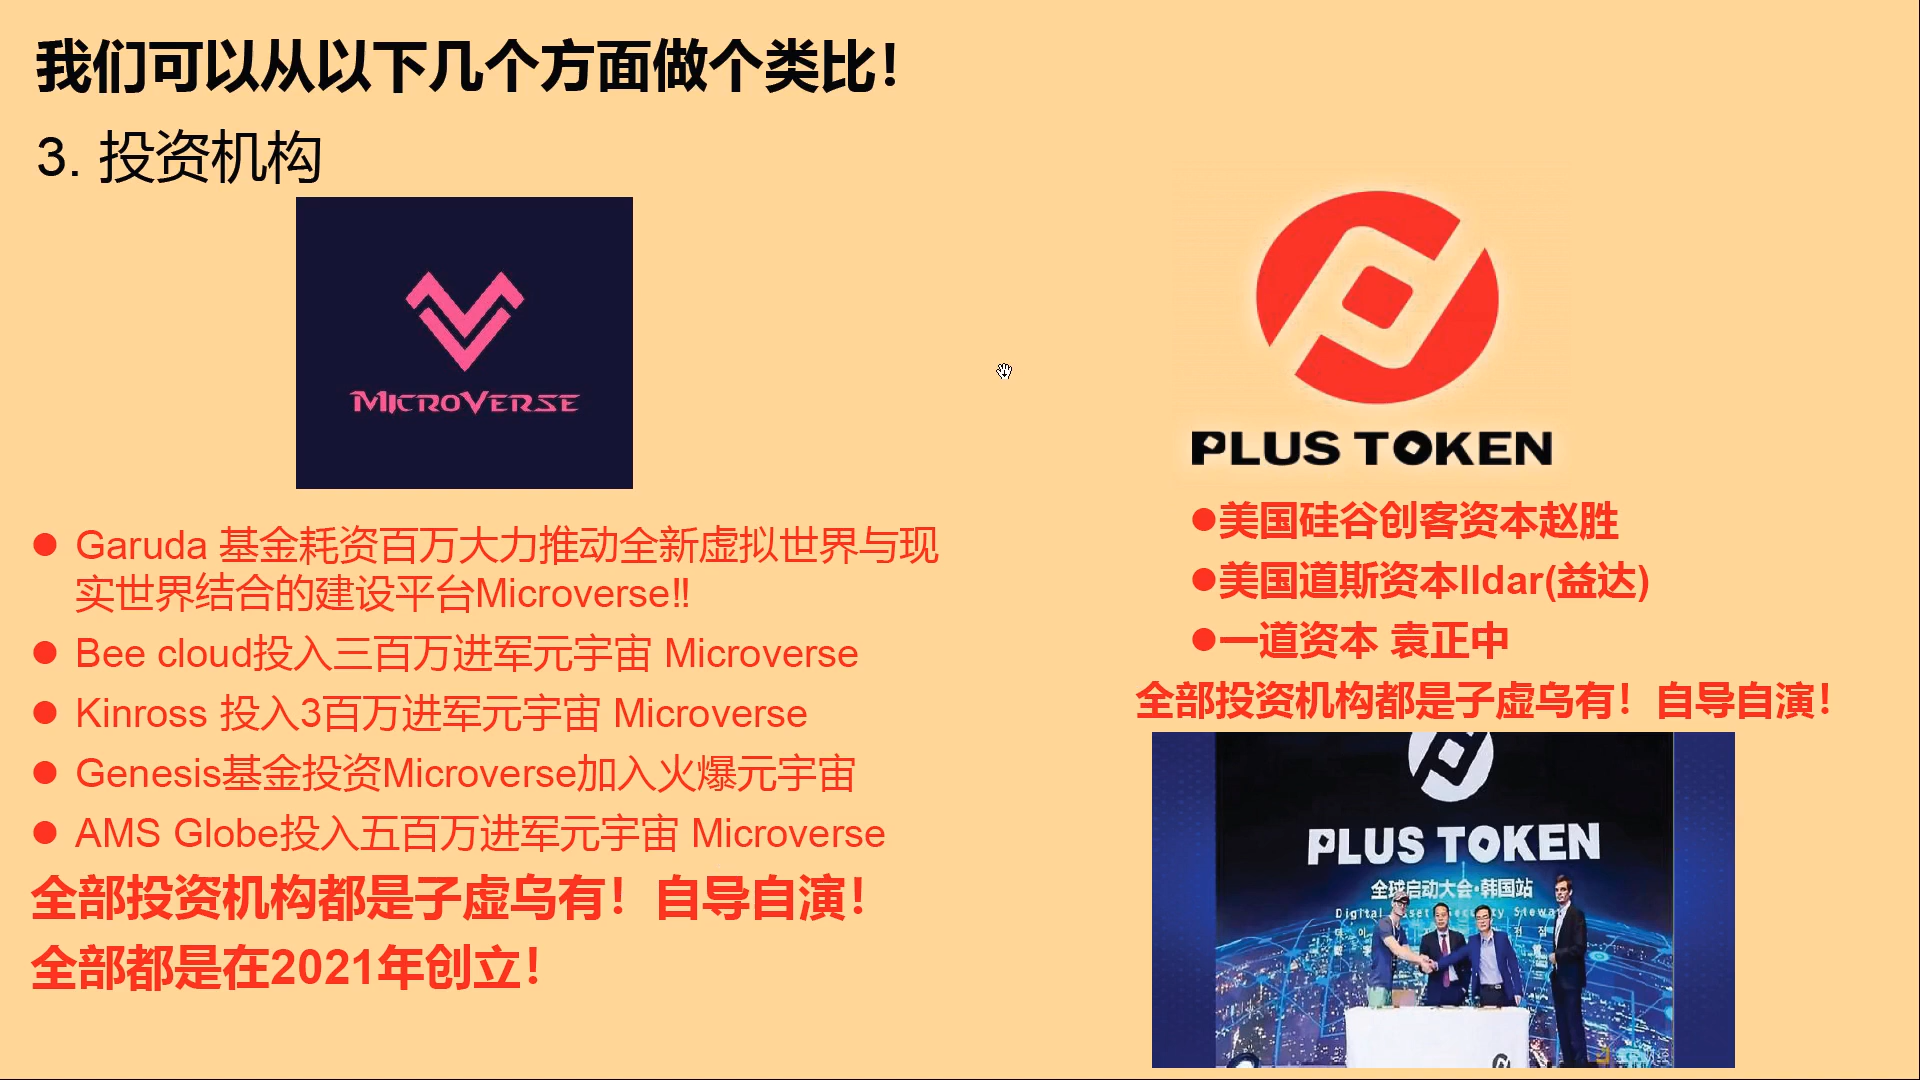 我们可以从以下几个方面做个类比！
3. 投资机构
MICROVERSE
Garuda 基金耗资百万大力推动全新虚拟世界与现
实世界结合的建设平台Microverse!!
Bee cloud投入三百万进军元宇宙 Microverse
Kinross 投入3百万进军元宇宙 Microverse
Genesis基金投资Microverse加入火爆元宇宙
AMS Globe投入五百万进军元宇宙 Microverse
全部投资机构都是子虚乌有！自导自演！
全部都是在2021年创立！
PLUS TOKEN
美国硅谷创客资本赵胜
美国道斯资本lldar(益达)
一道资本 袁正中
全部投资机构都是子虚乌有！自导自演！
PLUS TOKEN
全球启动大会·韩国站
Digital